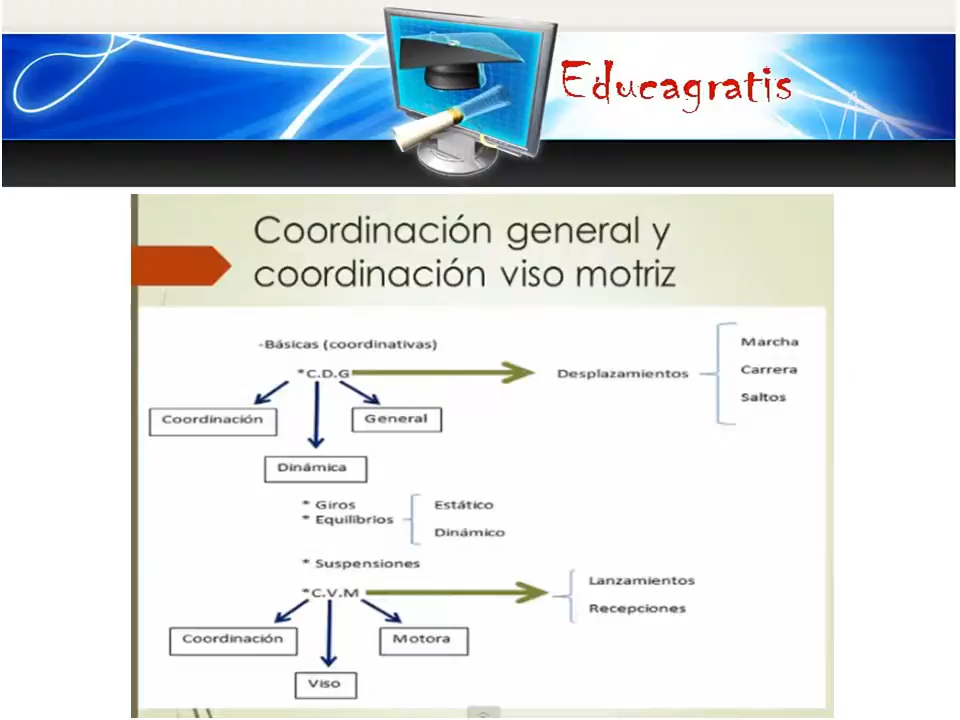 Educagratis
Coordinación general y
coordinación viso motriz
-Básicas (coordinativas)
*C.D.G
Desplazamientos
Marcha
Carrera
Saltos
Coordinación
General
Dinámica
* Giros
* Equilibrios
Estático
Dinámico
* Suspensiones
*C.V.M
Lanzamientos
Recepciones
Coordinación
Motora
Viso